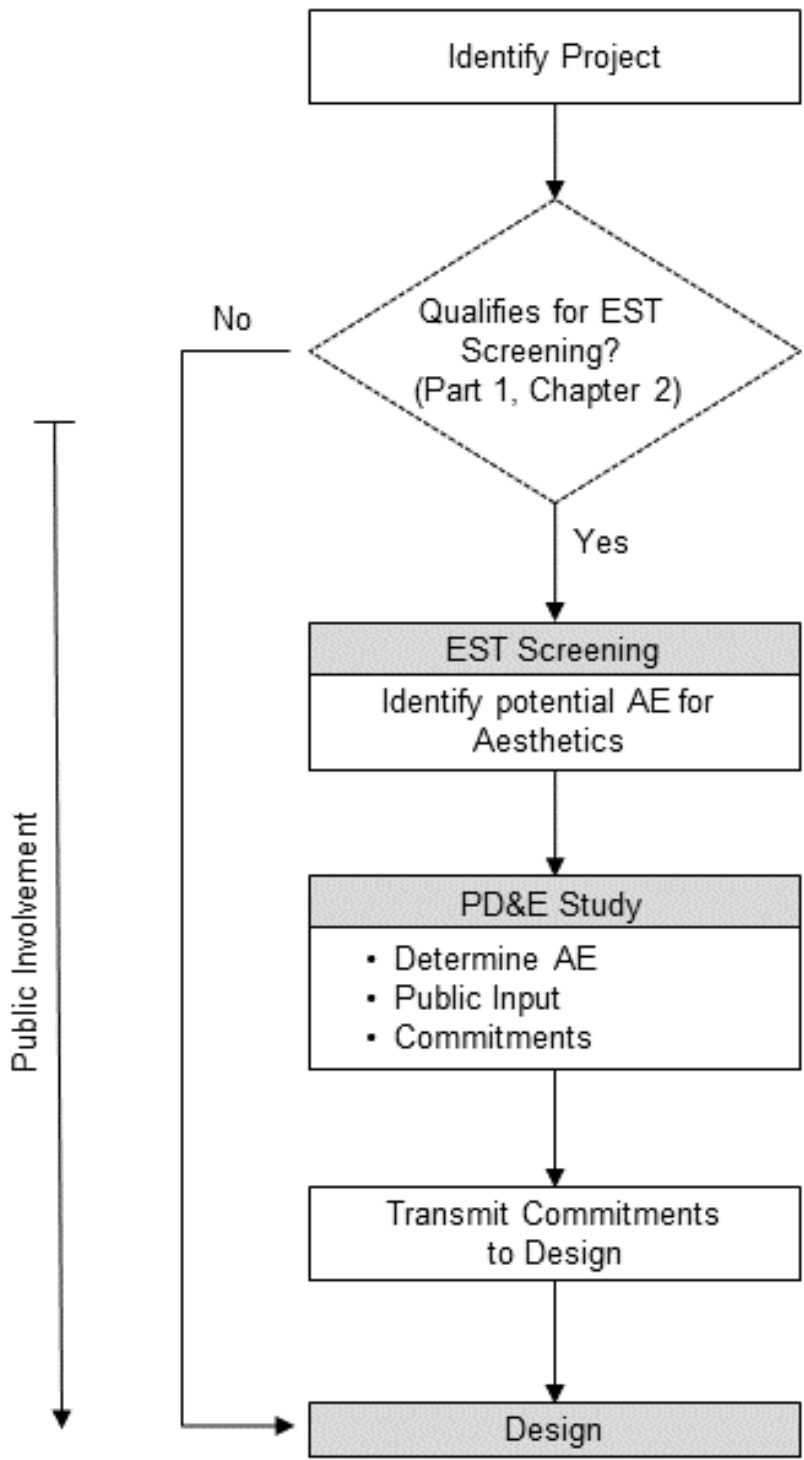 Identify Project
Qualifies for EST
Screening?
(Part 1, Chapter 2)
No
Yes
EST Screening
Identify potential AE for
Aesthetics
PD&E Study
• Determine AE
• Public Input
• Commitments
Transmit Commitments
to Design
Design
Public Involvement